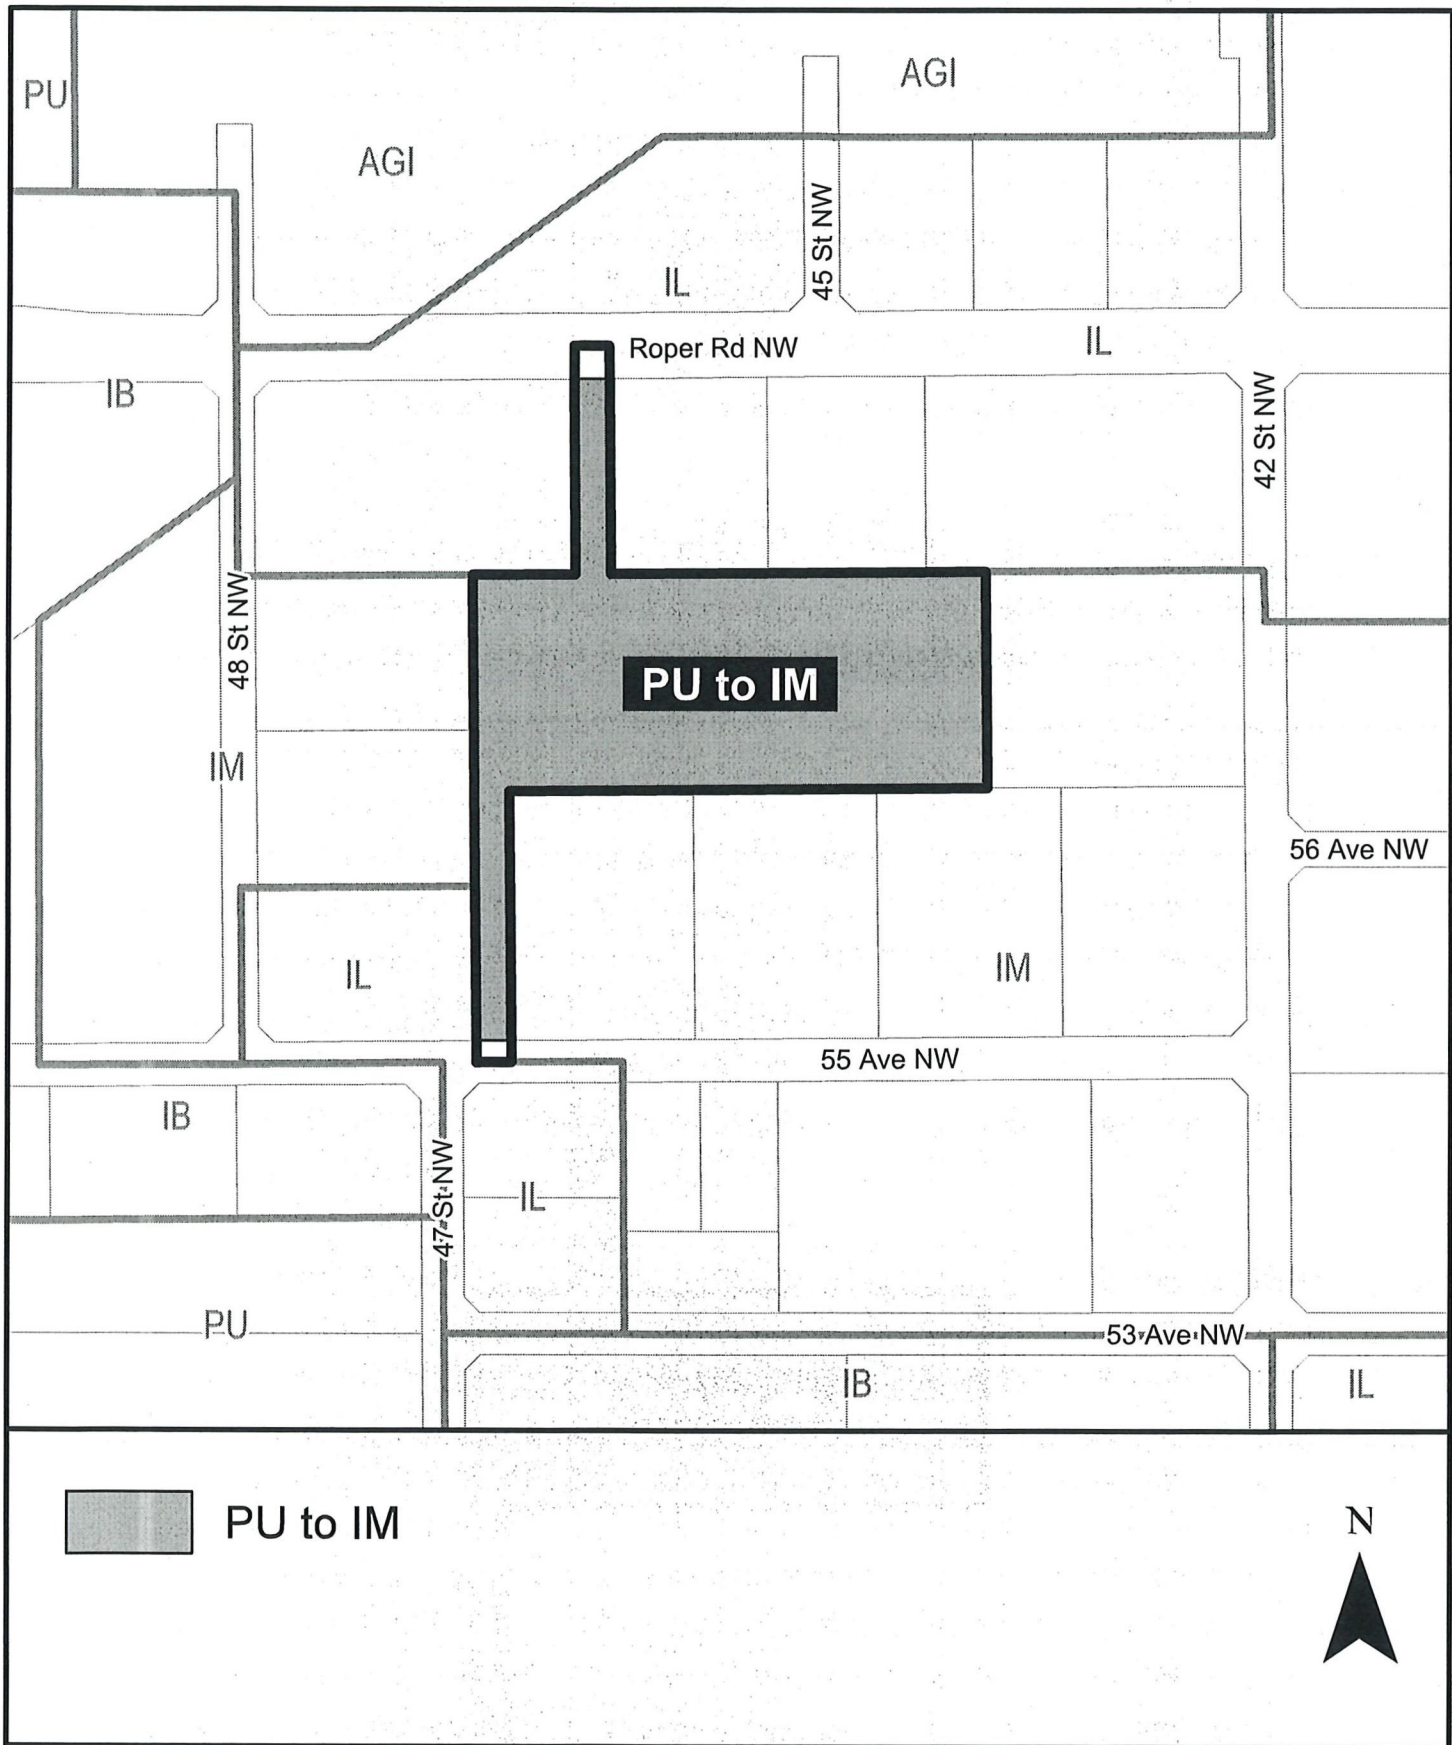 PU
AGI
AGI
45 St NW
IL
Roper Rd NW
IL
IB
42 St NW
48 St NW
PU to IM
IM
56 Ave NW
IL
IM
55 Ave NW
IB
47 St NW
IL
PU
53 Ave NW
IB
IL
PU to IM
N